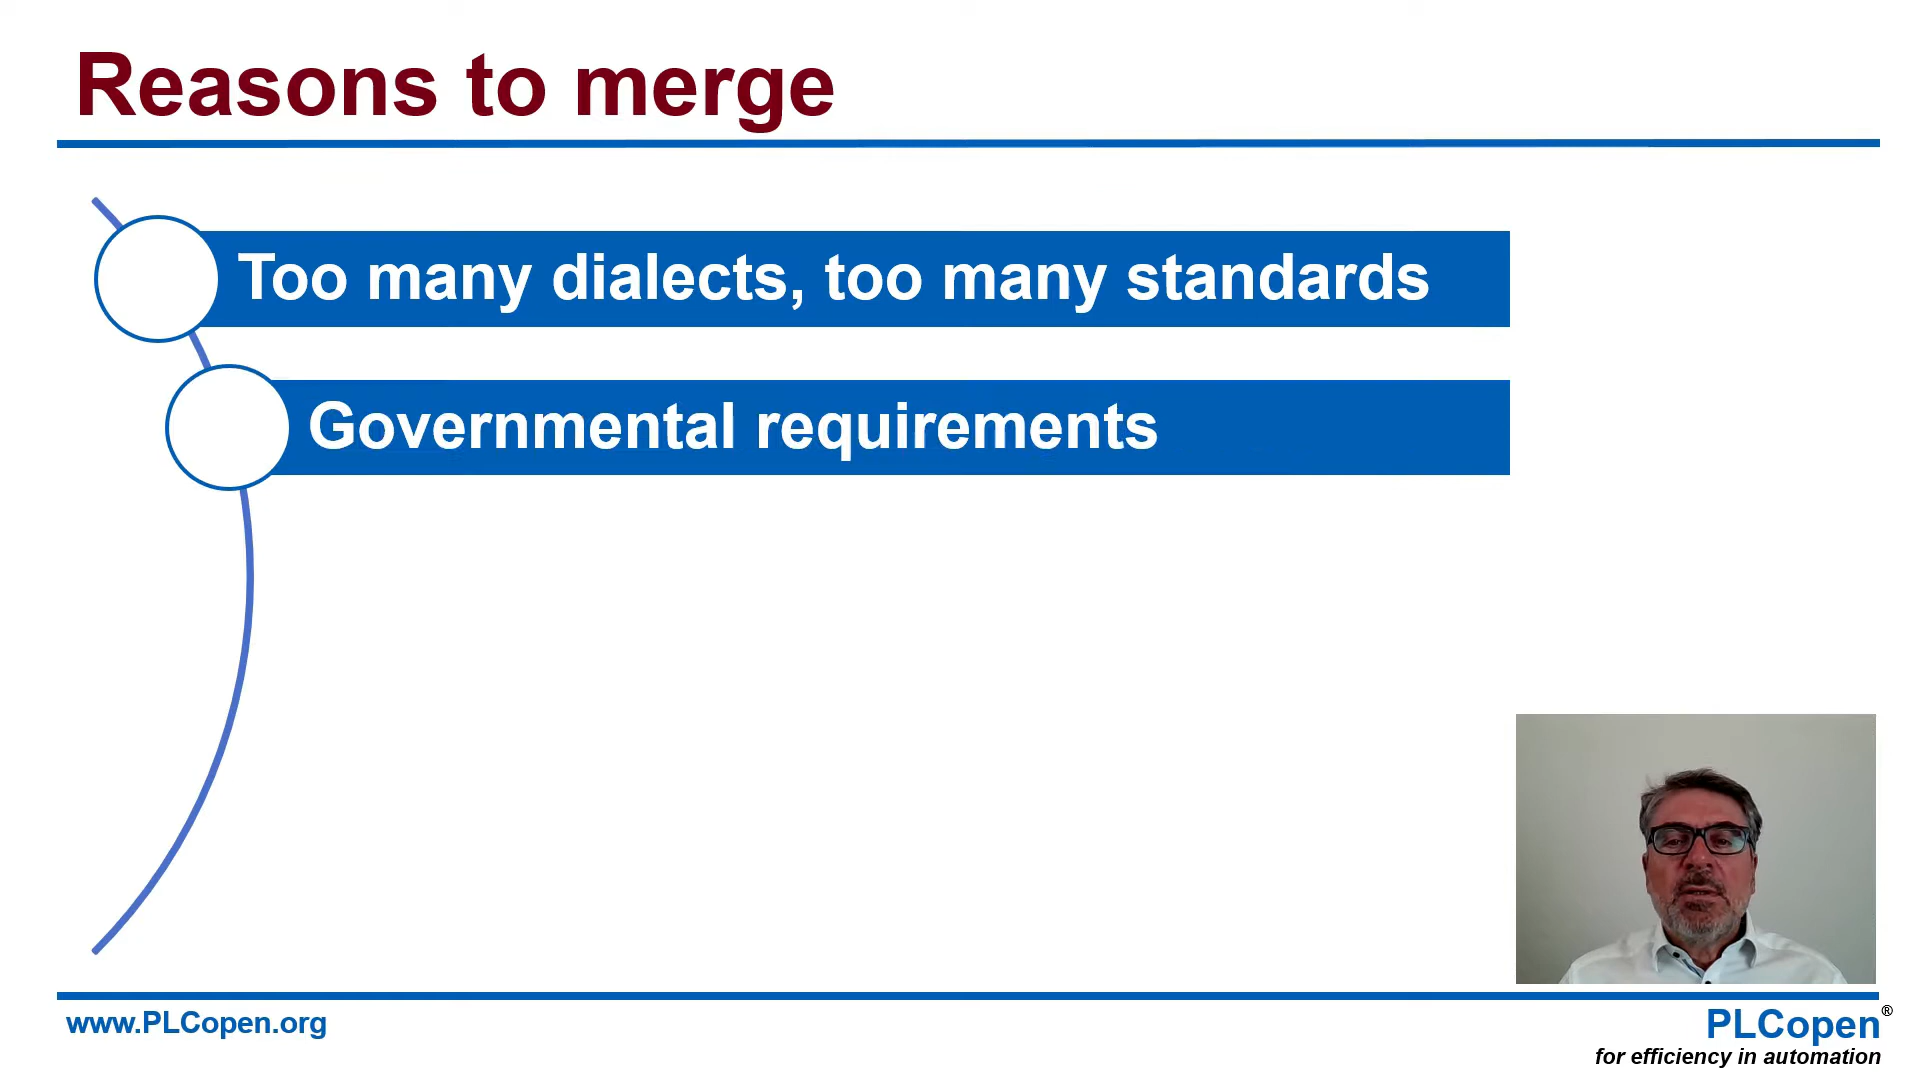 Reasons to merge
Too many dialects, too many standards
Governmental requirements
www.PLCopen.org
PLCopen®
for efficiency in automation